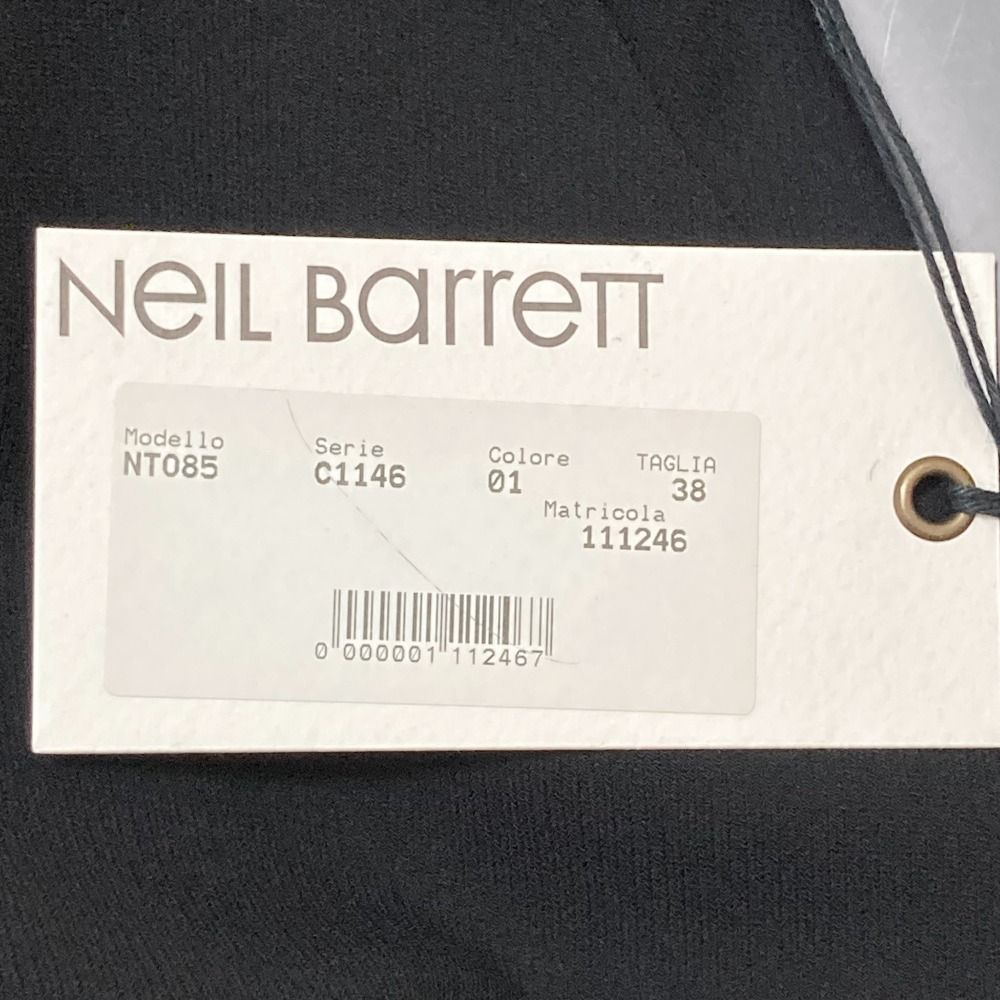 Neil Barrett
Modello Serie Colore TAGLIA
NT085 C1146 01 38
Matricola
111246
0 000001 112467